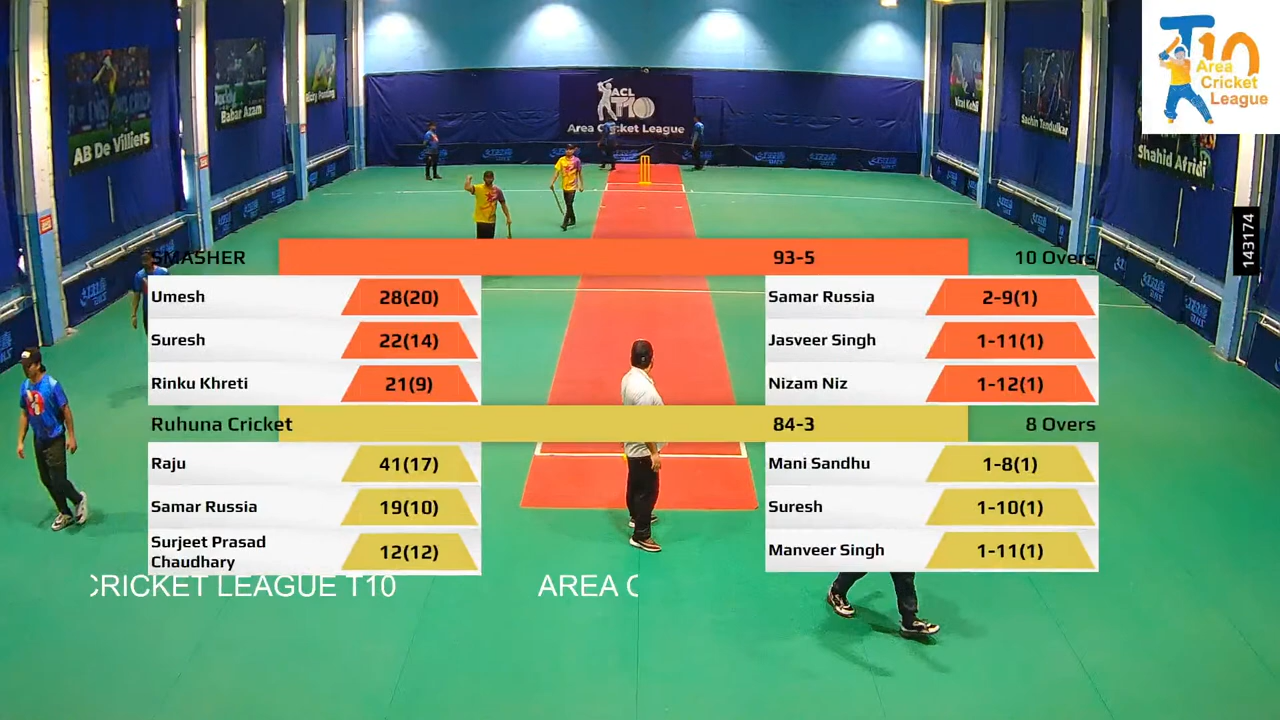 T10
Area
Cricket
League
AB De Villiers
Babar Azam
Ricky Ponting
ACL
T10
Area Cricket League
Virat Kohli
Sachin Tendulkar
Shahid Afridi
143174
SMASHER 93-5 10 Overs
Umesh 28(20) Samar Russia 2-9(1)
Suresh 22(14) Jasveer Singh 1-11(1)
Rinku Khreti 21(9) Nizam Niz 1-12(1)
Ruhuna Cricket 84-3 8 Overs
Raju 41(17) Mani Sandhu 1-8(1)
Samar Russia 19(10) Suresh 1-10(1)
Surjeet Prasad
Chaudhary 12(12) Manveer Singh 1-11(1)
CRICKET LEAGUE T10 AREA C